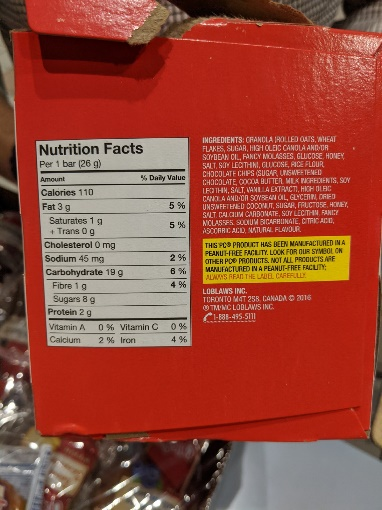 Nutrition Facts
Per 1 bar (26 g)
Amount % Daily Value
Calories 110
Fat 3 g 5 %
Saturates 1 g
+ Trans 0 g 5 %
Cholesterol 0 mg
Sodium 45 mg 2 %
Carbohydrate 19 g 6 %
Fibre 1 g 4 %
Sugars 8 g
Protein 2 g
Vitamin A 0 % Vitamin C 0 %
Calcium 2 % Iron 4 %
INGREDIENTS: GRANOLA (ROLLED OATS, WHEAT
FLAKES, SUGAR, HIGH OLEIC CANOLA AND/OR
SOYBEAN OIL, FANCY MOLASSES, GLUCOSE, HONEY,
SALT, SOY LECITHIN), GLUCOSE, RICE FLOUR,
CHOCOLATE CHIPS (SUGAR, UNSWEETENED
CHOCOLATE, COCOA BUTTER, MILK INGREDIENTS, SOY
LECITHIN, SALT, VANILLA EXTRACT), HIGH OLEIC
CANOLA AND/OR SOYBEAN OIL, GLYCERIN, DRIED
UNSWEETENED COCONUT, SUGAR, FRUCTOSE, HONEY,
SALT, CALCIUM CARBONATE, SOY LECITHIN, FANCY
MOLASSES, SODIUM BICARBONATE, CITRIC ACID,
ASCORBIC ACID, NATURAL FLAVOUR.
THIS PC® PRODUCT HAS BEEN MANUFACTURED IN A
PEANUT-FREE FACILITY. LOOK FOR OUR SYMBOL ON
OTHER PC® PRODUCTS. NOT ALL PRODUCTS ARE
MANUFACTURED IN A PEANUT-FREE FACILITY;
ALWAYS READ THE LABEL CAREFULLY.
LOBLAWS INC.
TORONTO M4T 2S8, CANADA © 2016
®/TM/MC LOBLAWS INC.
1-888-495-5111